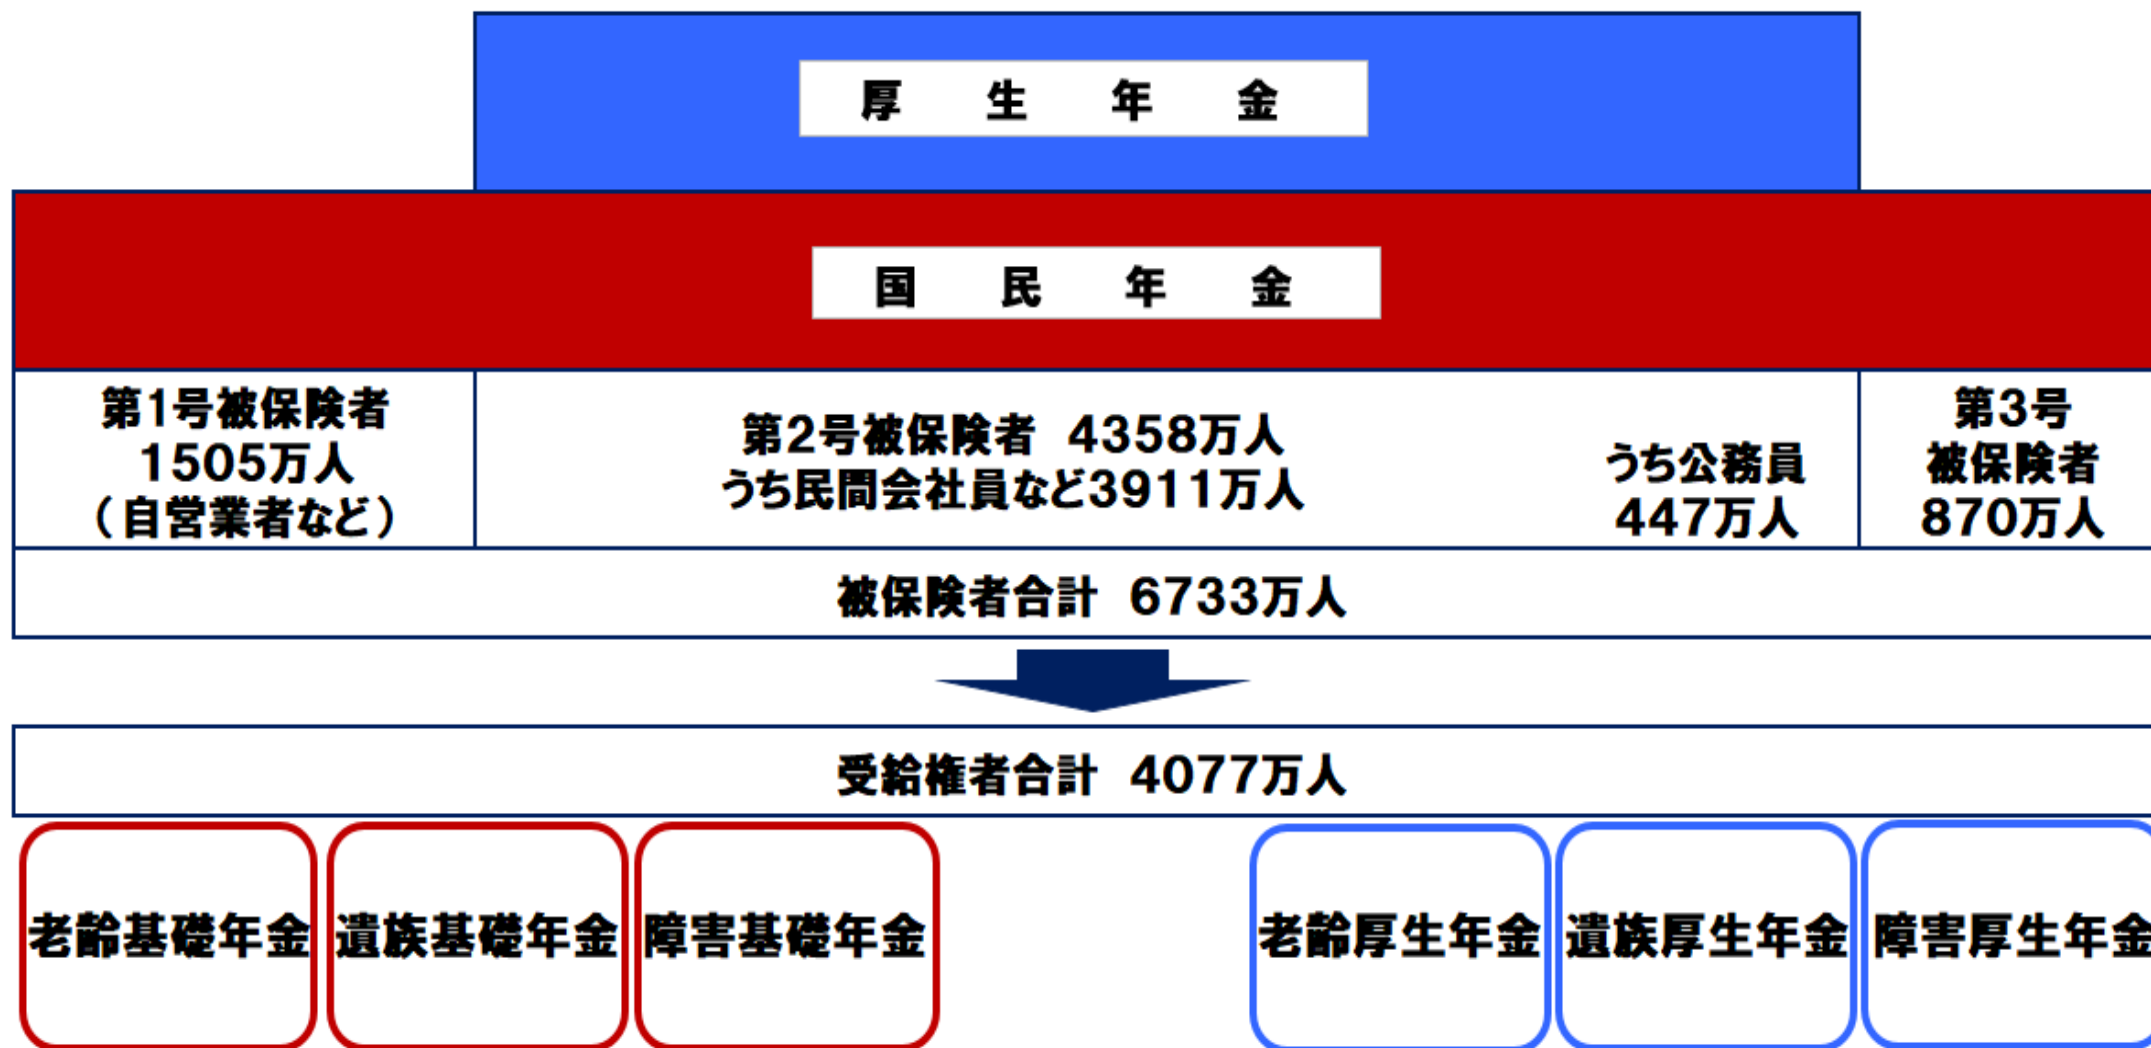 厚　生　年　金
国　民　年　金
第1号被保険者
1505万人
（自営業者など）
第2号被保険者　4358万人
うち民間会社員など3911万人
うち公務員
447万人
第3号
被保険者
870万人
被保険者合計　6733万人
受給権者合計　4077万人
老齢基礎年金
遺族基礎年金
障害基礎年金
老齢厚生年金
遺族厚生年金
障害厚生年金